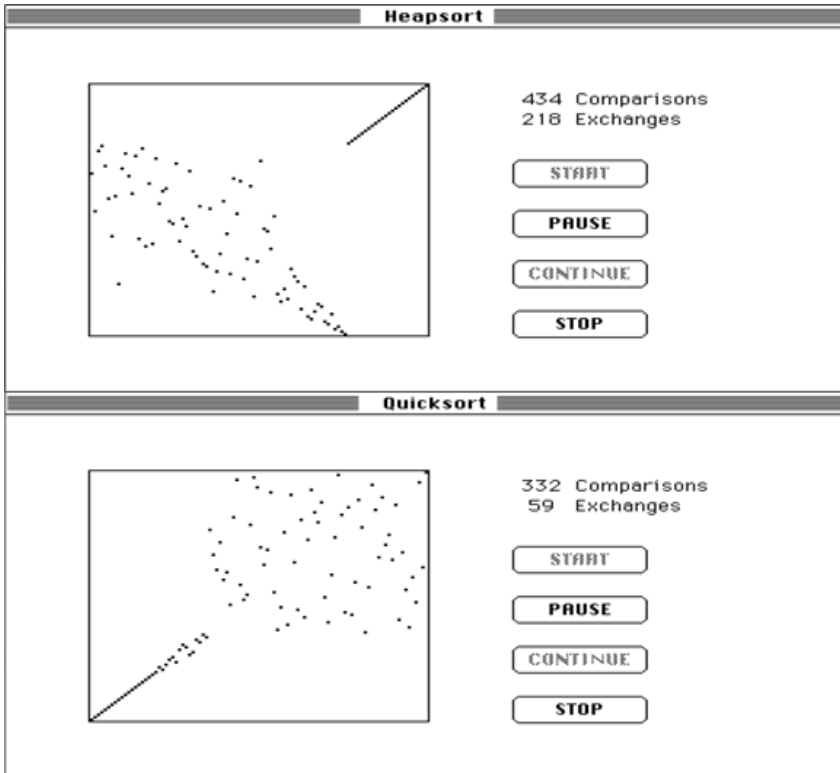 Heapsort
434 Comparisons
218 Exchanges
START
PAUSE
CONTINUE
STOP
Quicksort
332 Comparisons
59 Exchanges
START
PAUSE
CONTINUE
STOP